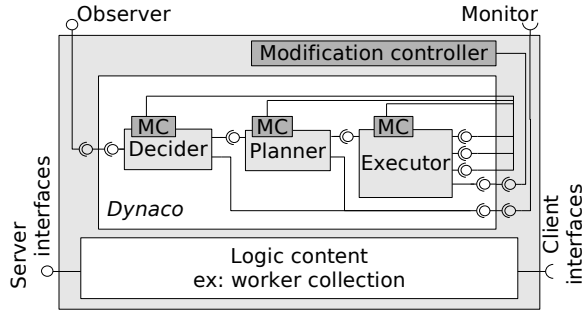 Observer
Monitor
Modification controller
MC
MC
MC
Decider
Planner
Executor
Dynaco
Server
interfaces
Client
interfaces
Logic content
ex: worker collection